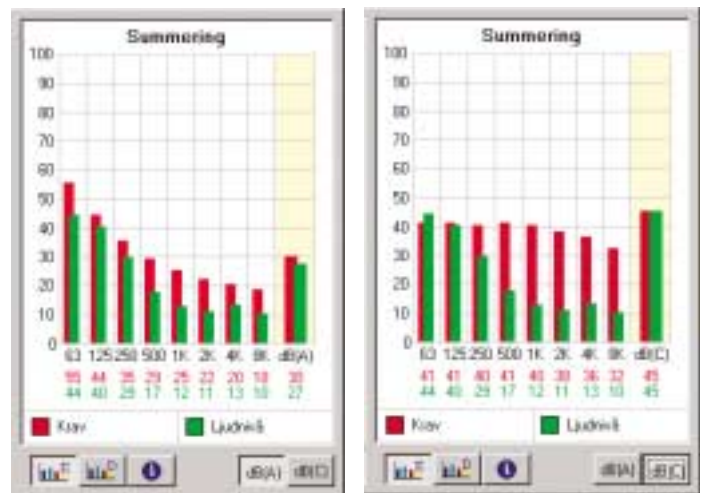 Summering
100
90
80
70
60
50
40
30
20
10
0
63 125 250 500 1K 2K 4K 8K dB(A)
55 44 35 29 25 22 20 18 30
44 40 29 17 12 11 13 10 27
Krav Ljudnivå
dB(A) dB(C)
Summering
100
90
80
70
60
50
40
30
20
10
0
63 125 250 500 1K 2K 4K 8K dB(C)
41 41 40 41 40 38 36 32 45
44 40 29 17 12 11 13 10 45
Krav Ljudnivå
dB(A) dB(C)